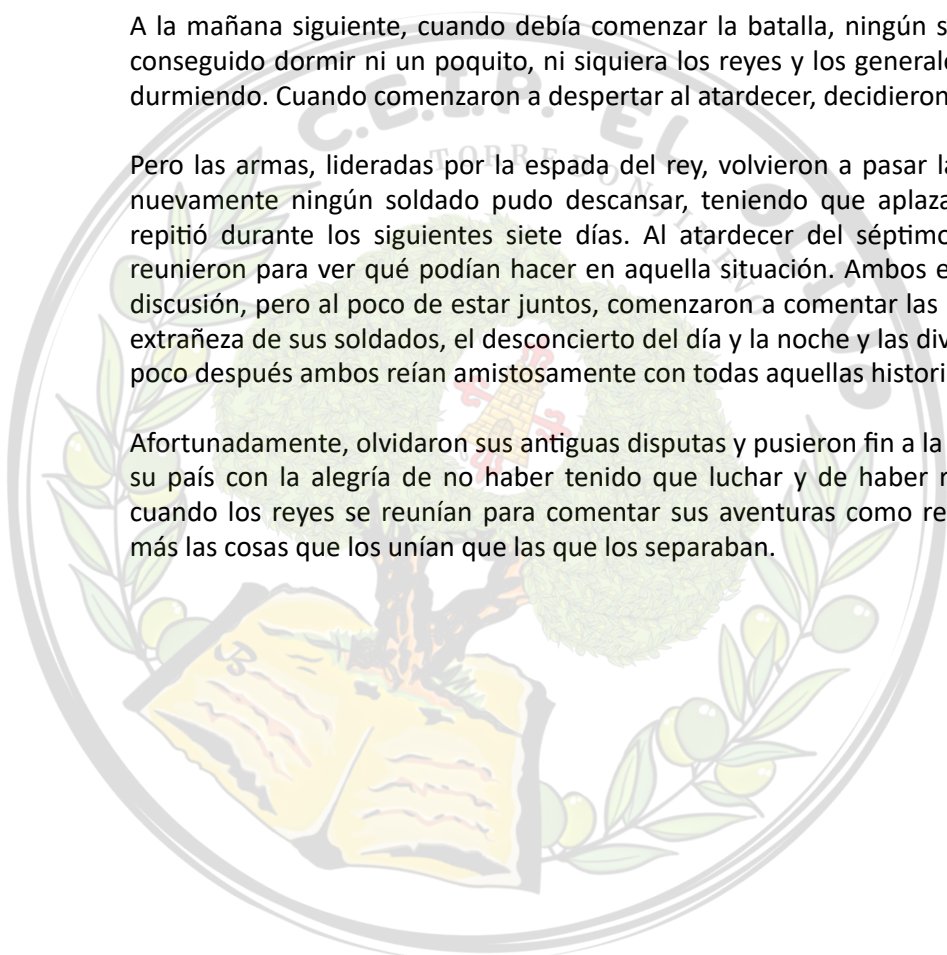 A la mañana siguiente, cuando debía comenzar la batalla, ningún s
conseguido dormir ni un poquito, ni siquiera los reyes y los general
durmiendo. Cuando comenzaron a despertar al atardecer, decidieron
Pero las armas, lideradas por la espada del rey, volvieron a pasar la
nuevamente ningún soldado pudo descansar, teniendo que aplaza
repitió durante los siguientes siete días. Al atardecer del séptimo
reunieron para ver qué podían hacer en aquella situación. Ambos e
discusión, pero al poco de estar juntos, comenzaron a comentar las
extrañeza de sus soldados, el desconcierto del día y la noche y las div
poco después ambos reían amistosamente con todas aquellas histori
Afortunadamente, olvidaron sus antiguas disputas y pusieron fin a la
su país con la alegría de no haber tenido que luchar y de haber r
cuando los reyes se reunían para comentar sus aventuras como re
más las cosas que los unían que las que los separaban.
C.E.I.P. EL
TORREDONJIMENO